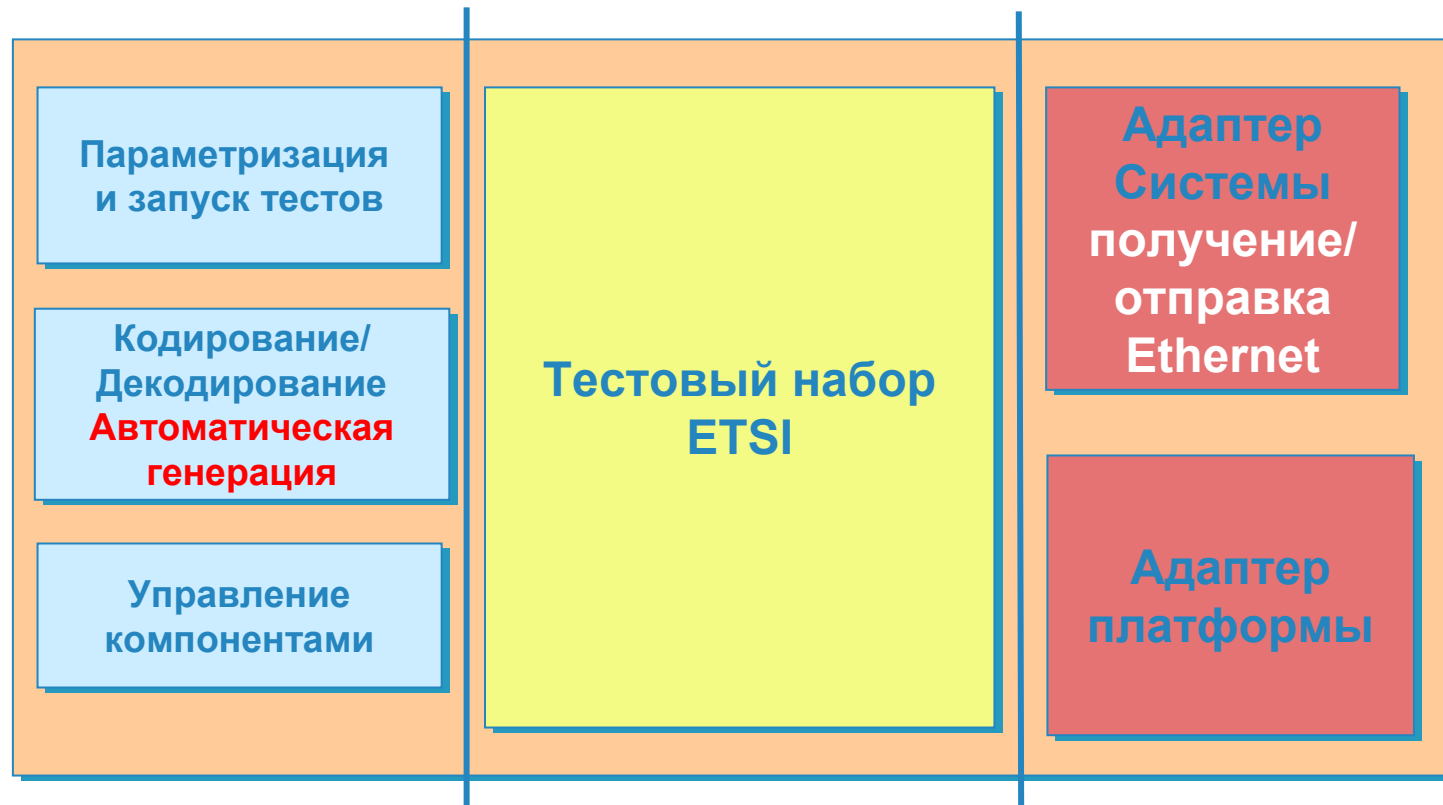 Параметризация
и запуск тестов
Кодирование/
Декодирование
Автоматическая
генерация
Управление
компонентами
Тестовый набор
ETSI
Адаптер
Системы
получение/
отправка
Ethernet
Адаптер
платформы